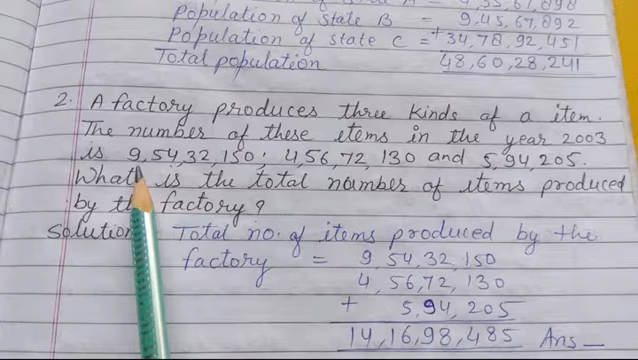 Population of State B = 9,45,67,892
Population of state C = +34,78,92,451
Total population 48,60,28,241
2. A factory produces three kinds of a item.
The number of these items in the year 2003
is 9,54,32,150; 4,56,72,130 and 5,94,205.
What is the total number of items produced
by the factory?
Solution Total no. of items produced by the
factory = 9,54,32,150
4,56,72,130
+ 5,94,205
14,16,98,485 Ans_